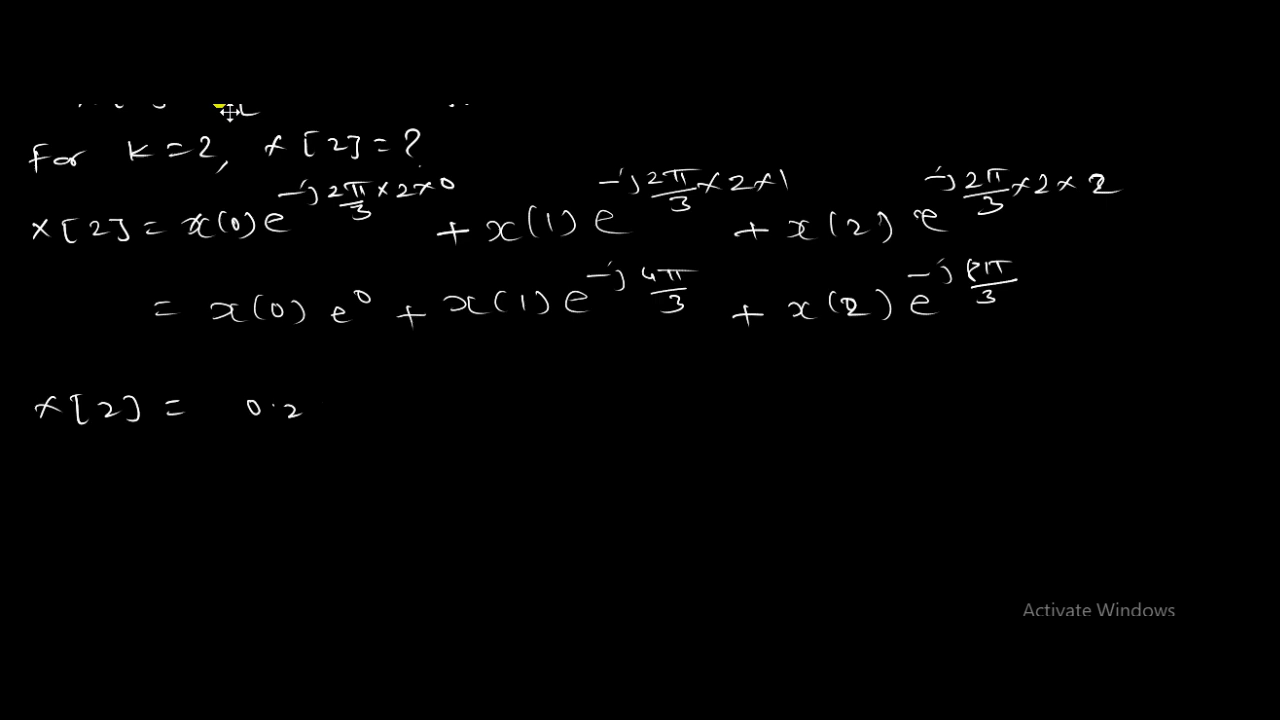 For K = 2, X[2] = ?
X[2] = x(0) e^{-j 2π/3 × 2 × 0} + x(1) e^{-j 2π/3 × 2 × 1} + x(2) e^{-j 2π/3 × 2 × 2}
= x(0) e^0 + x(1) e^{-j 4π/3} + x(2) e^{-j 8π/3}
X[2] = 0.2
Activate Windows